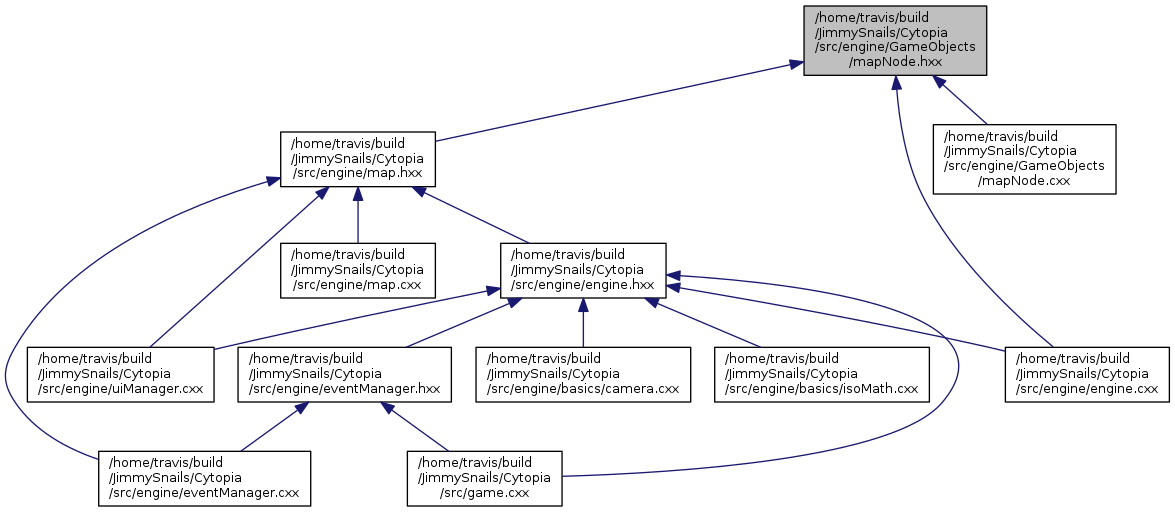 /home/travis/build
/JimmySnails/Cytopia
/src/engine/GameObjects
/mapNode.hxx
/home/travis/build
/JimmySnails/Cytopia
/src/engine/map.hxx
/home/travis/build
/JimmySnails/Cytopia
/src/engine/GameObjects
/mapNode.cxx
/home/travis/build
/JimmySnails/Cytopia
/src/engine/map.cxx
/home/travis/build
/JimmySnails/Cytopia
/src/engine/engine.hxx
/home/travis/build
/JimmySnails/Cytopia
/src/engine/uiManager.cxx
/home/travis/build
/JimmySnails/Cytopia
/src/engine/eventManager.hxx
/home/travis/build
/JimmySnails/Cytopia
/src/engine/basics/camera.cxx
/home/travis/build
/JimmySnails/Cytopia
/src/engine/basics/isoMath.cxx
/home/travis/build
/JimmySnails/Cytopia
/src/engine/engine.cxx
/home/travis/build
/JimmySnails/Cytopia
/src/engine/eventManager.cxx
/home/travis/build
/JimmySnails/Cytopia
/src/game.cxx